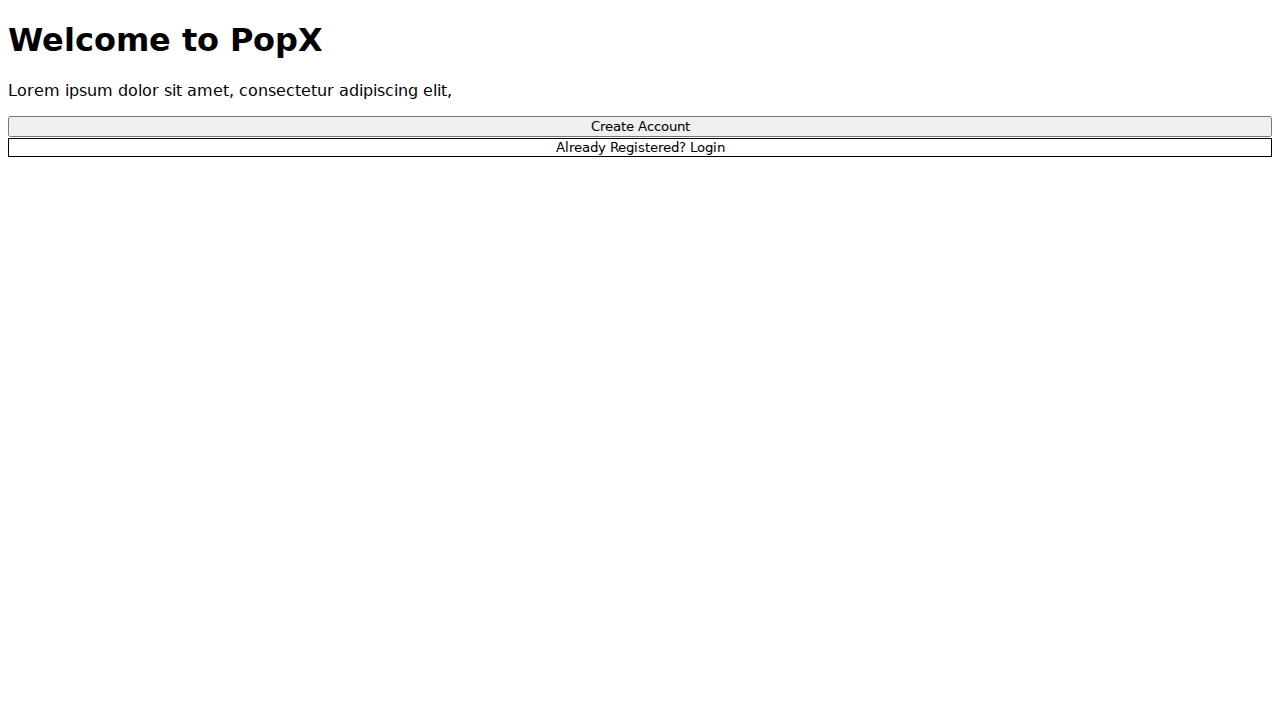 Welcome to PopX
Lorem ipsum dolor sit amet, consectetur adipiscing elit,
Create Account
Already Registered? Login